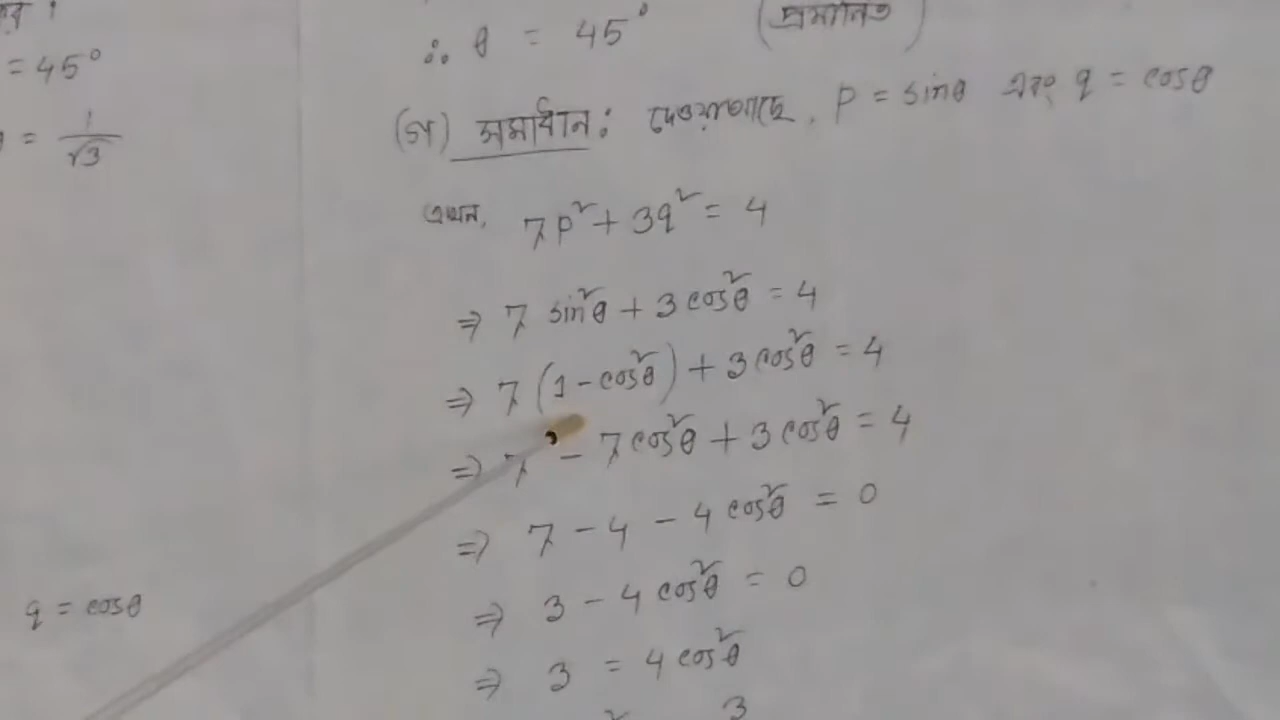 = 45°
= 1/√3
q = cosθ
∴ θ = 45° (প্রমানিত)
(গ) সমাধান: দেওয়া আছে, p = sinθ এবং q = cosθ
এখন, 7p² + 3q² = 4
⇒ 7 sin²θ + 3 cos²θ = 4
⇒ 7 (1 - cos²θ) + 3 cos²θ = 4
⇒ 7 - 7 cos²θ + 3 cos²θ = 4
⇒ 7 - 4 - 4 cos²θ = 0
⇒ 3 - 4 cos²θ = 0
⇒ 3 = 4 cos²θ
3